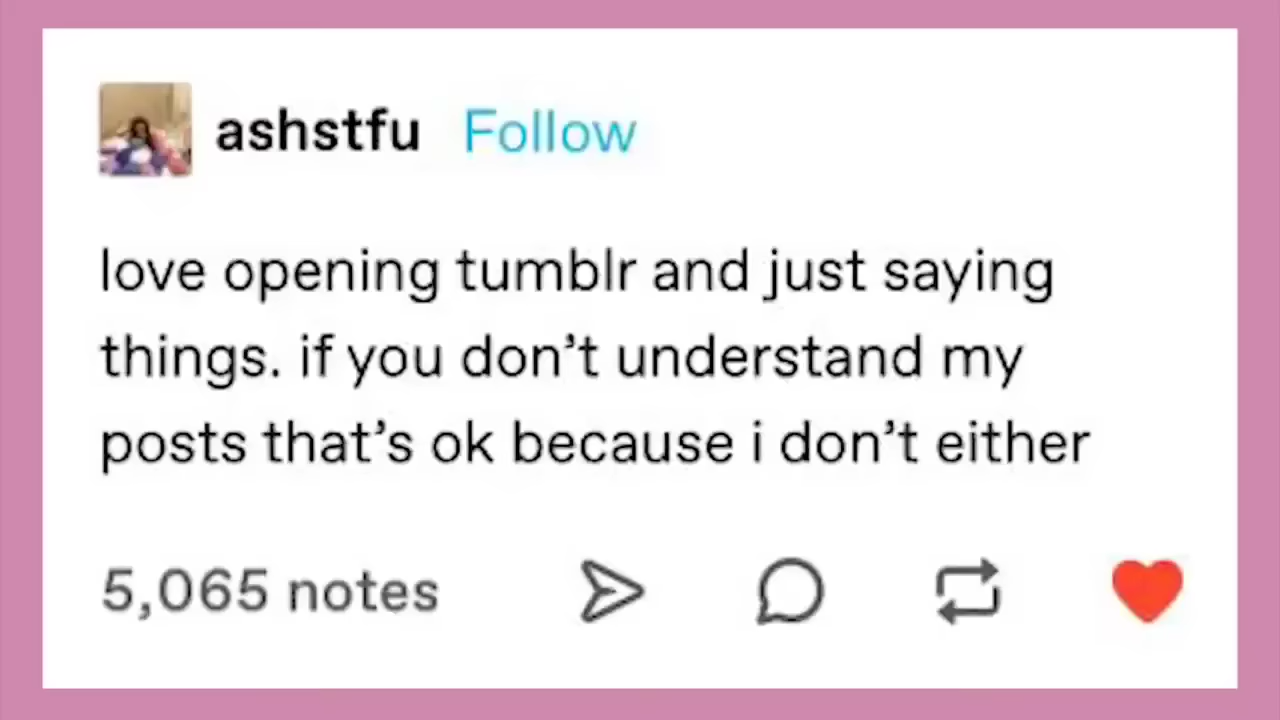 ashstfu Follow
love opening tumblr and just saying
things. if you don’t understand my
posts that’s ok because i don’t either
5,065 notes